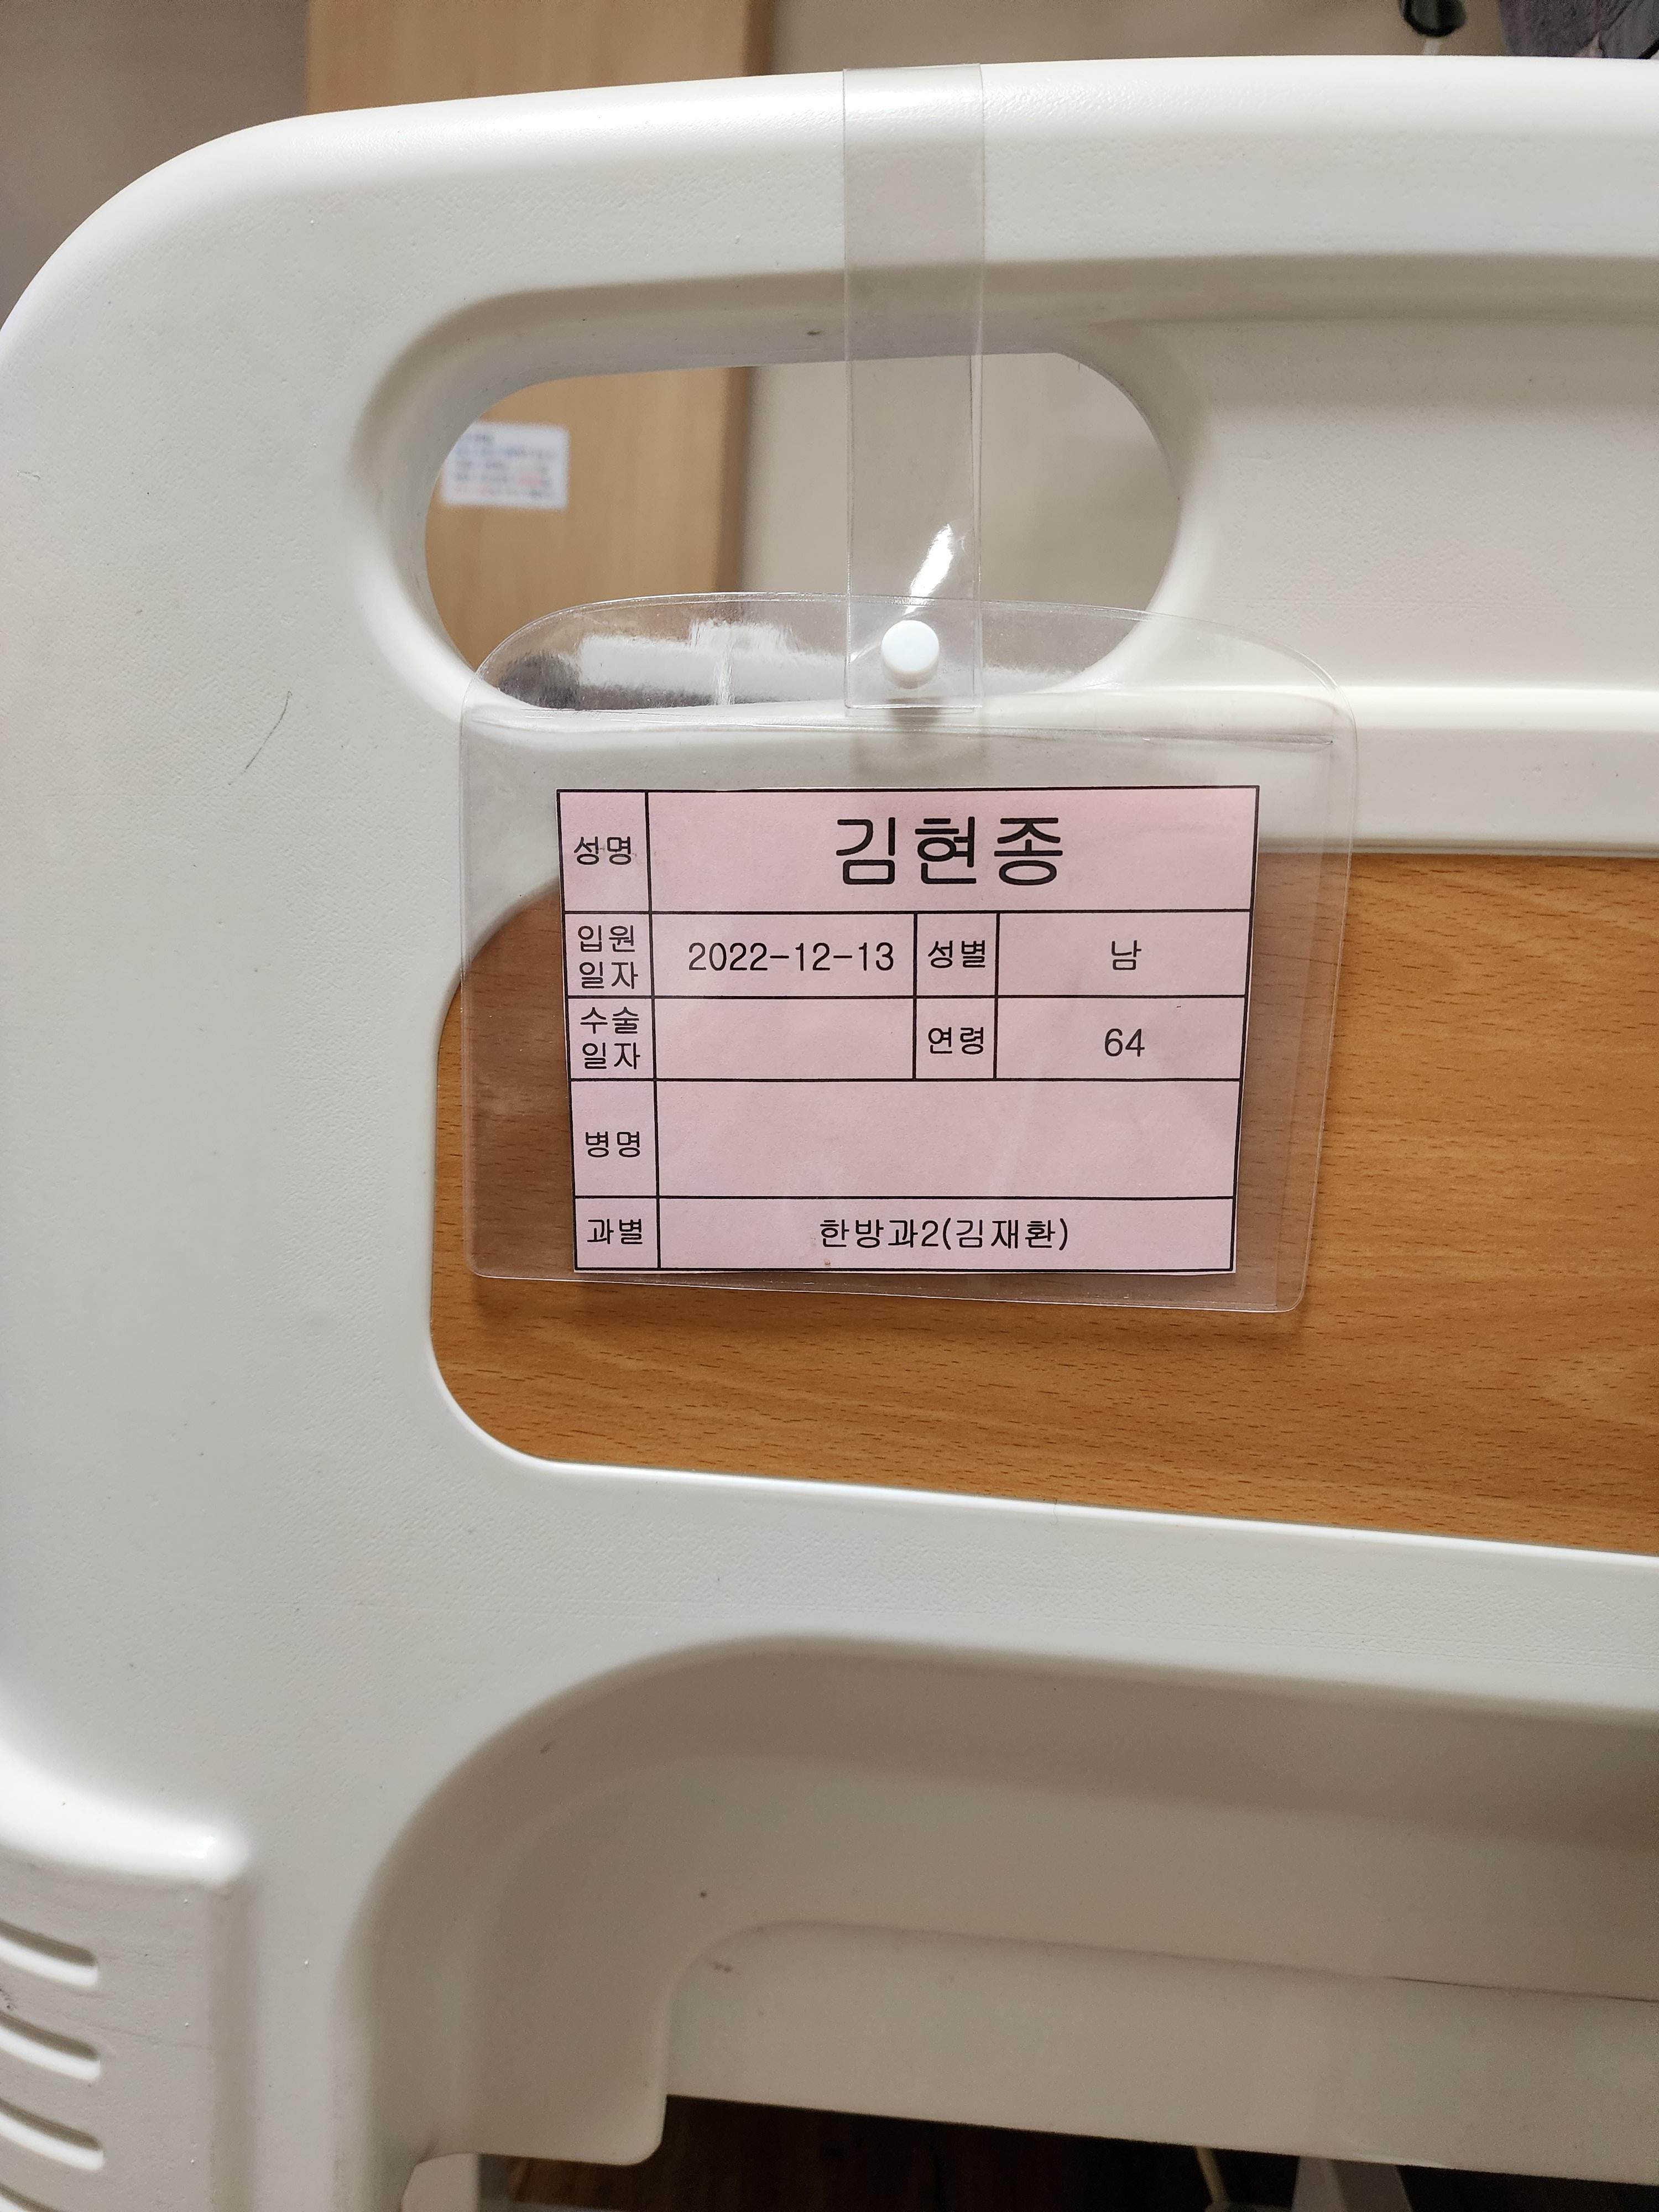 성명 김현종
입원
일자 2022-12-13 성별 남
수술
일자 연령 64
병명
과별 한방과2(김재환)